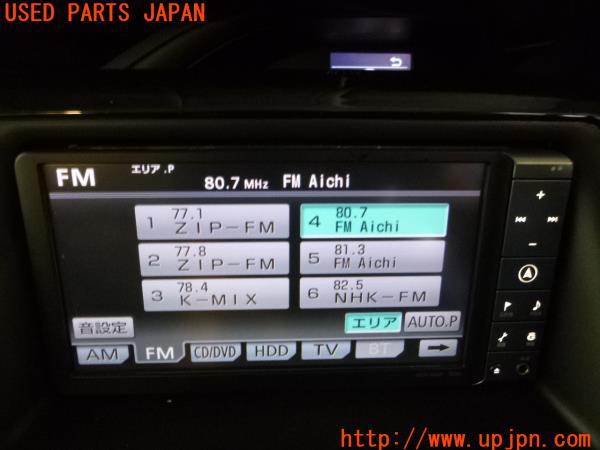 USED PARTS JAPAN
FM エリア.P
80.7 MHz FM Aichi
1 77.1 ZIP-FM
4 80.7 FM Aichi
2 77.8 ZIP-FM
5 81.3 FM Aichi
3 78.4 K-MIX
6 82.5 NHK-FM
音設定 エリア AUTO.P
AM FM CD/DVD HDD TV BT
http://www.upjpn.com